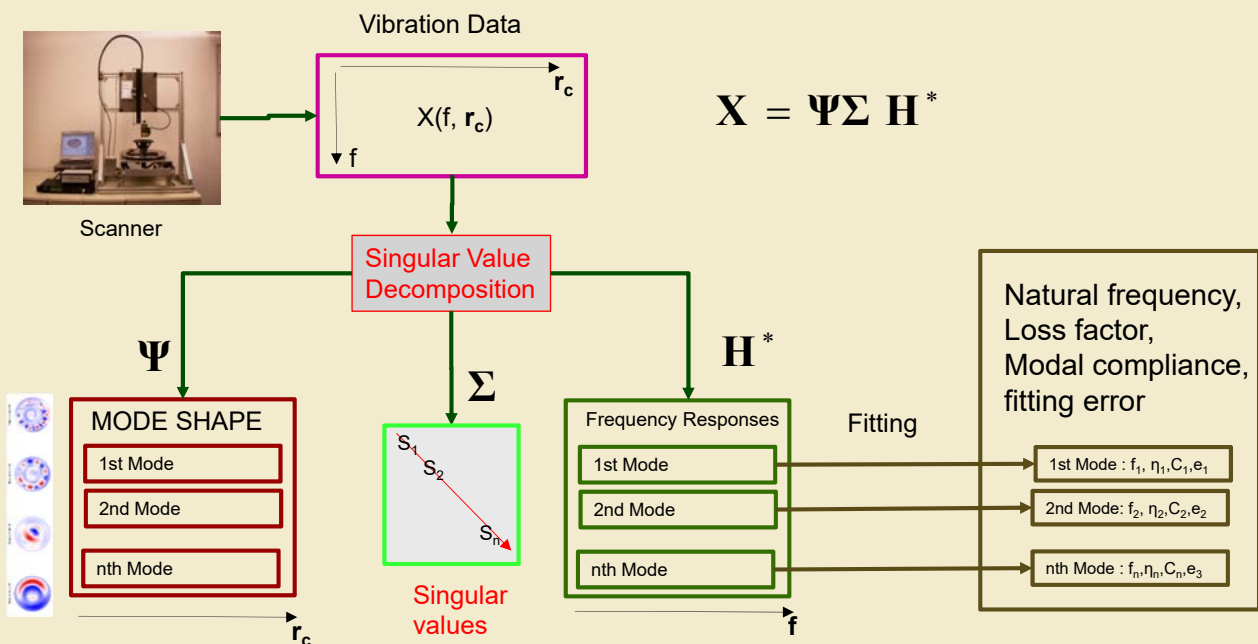 Vibration Data
r_c
X(f, r_c)
f
X = ΨΣ H*
Scanner
Singular Value
Decomposition
Ψ
Σ
H*
MODE SHAPE
1st Mode
2nd Mode
nth Mode
r_c
S₁
S₂
Sₙ
Singular
values
Frequency Responses
1st Mode
2nd Mode
nth Mode
f
Fitting
Natural frequency,
Loss factor,
Modal compliance,
fitting error
1st Mode : f₁, η₁,C₁,e₁
2nd Mode: f₂, η₂,C₂,e₂
nth Mode : fₙ,ηₙ,Cₙ,e₃